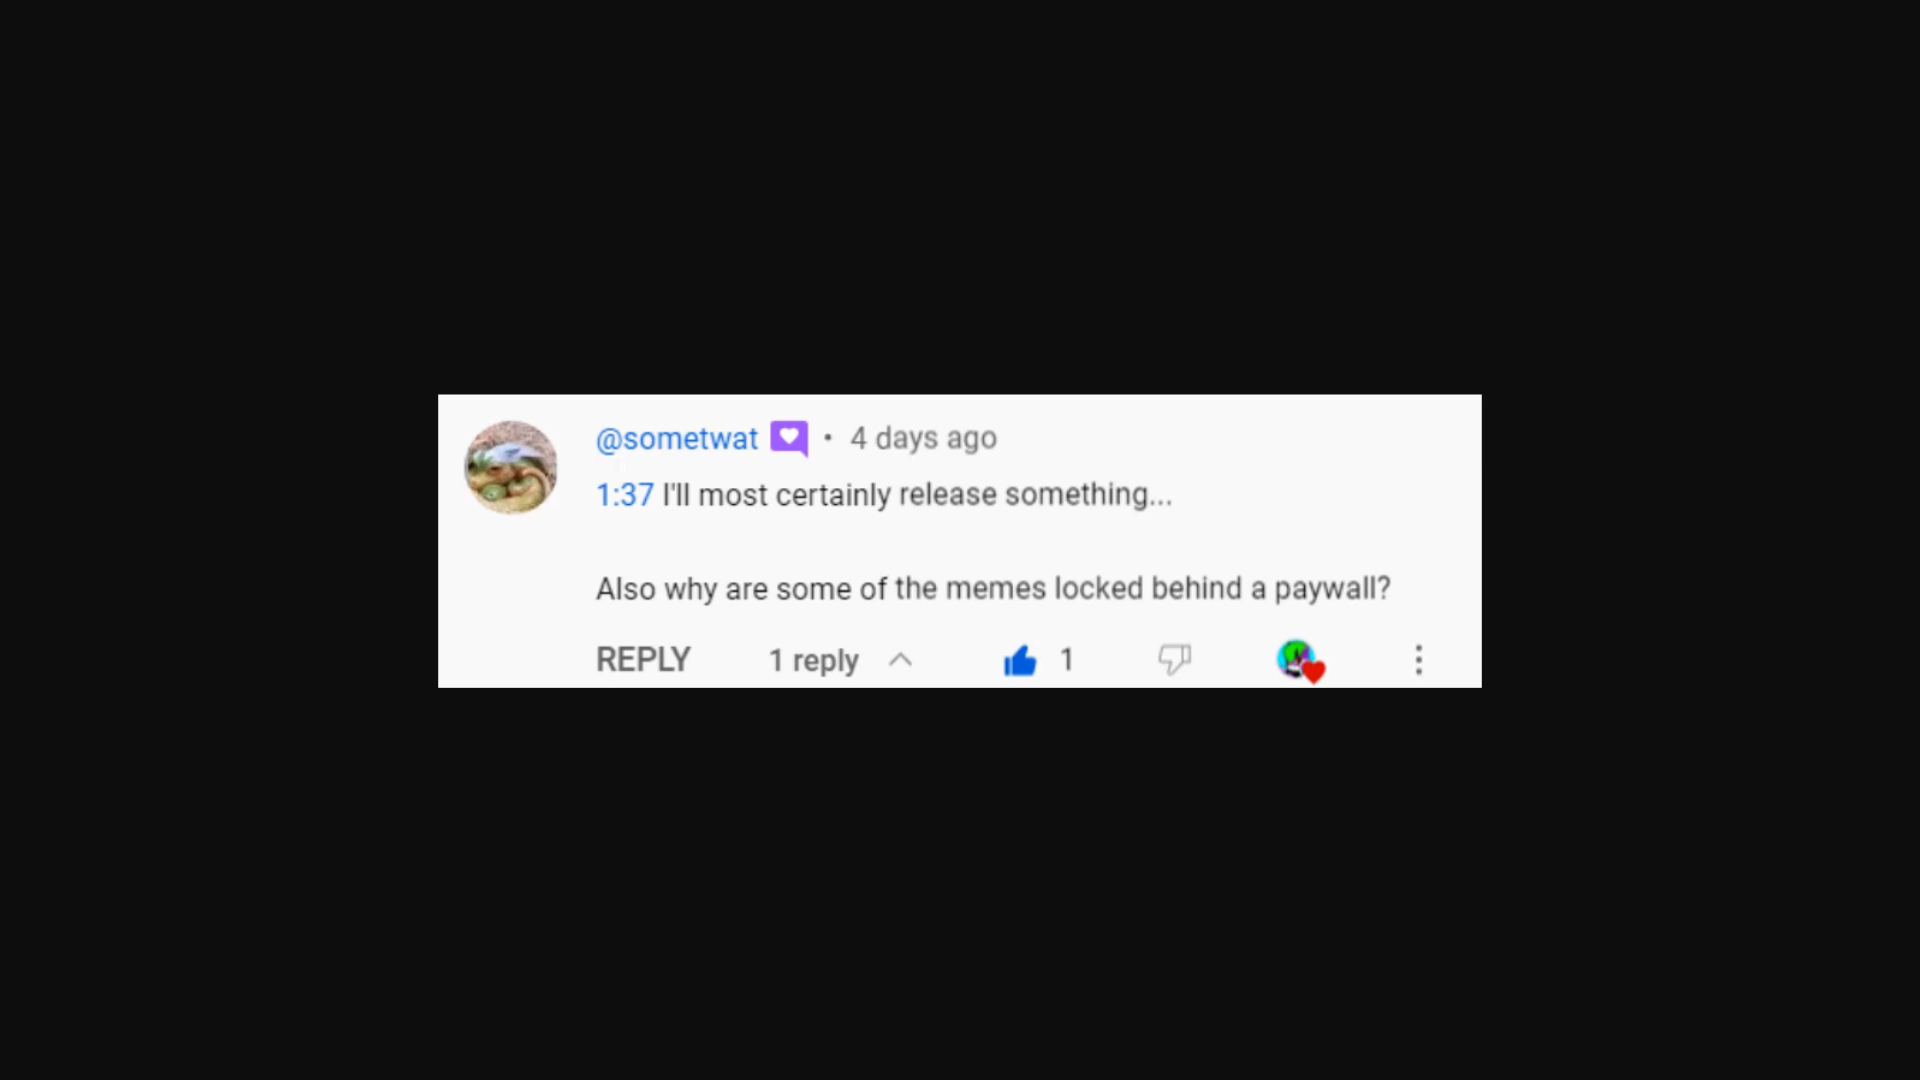 @sometwat • 4 days ago
1:37 I'll most certainly release something...
Also why are some of the memes locked behind a paywall?
REPLY 1 reply 1